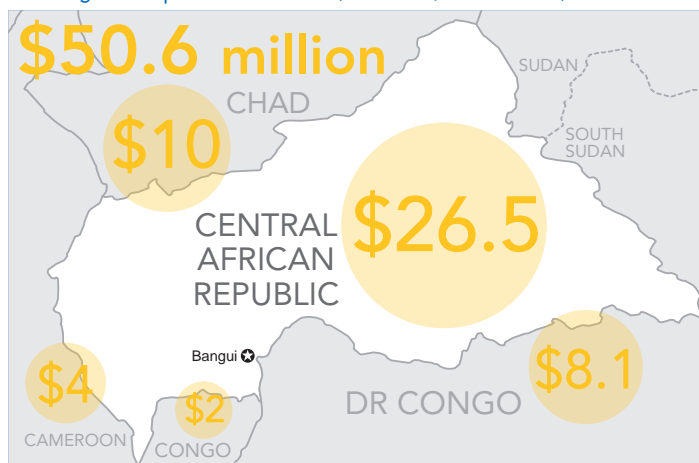 $50.6 million
SUDAN
CHAD
$10
SOUTH
SUDAN
CENTRAL
AFRICAN
REPUBLIC
$26.5
Bangui
$4
$2
DR CONGO
$8.1
CAMEROON
CONGO